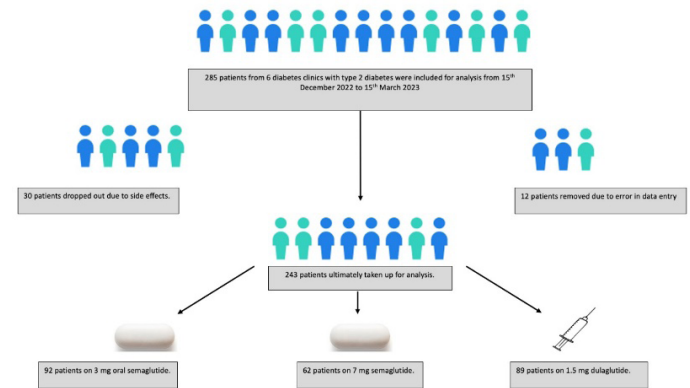 285 patients from 6 diabetes clinics with type 2 diabetes were included for analysis from 15th
December 2022 to 15th March 2023
30 patients dropped out due to side effects.
12 patients removed due to error in data entry
243 patients ultimately taken up for analysis.
92 patients on 3 mg oral semaglutide.
62 patients on 7 mg semaglutide.
89 patients on 1.5 mg dulaglutide.